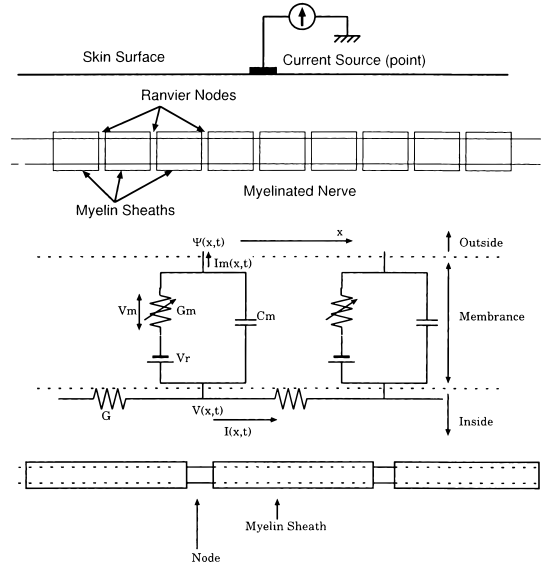 Skin Surface
Current Source (point)
Ranvier Nodes
Myelin Sheaths
Myelinated Nerve
Ψ(x,t)
x
Outside
Im(x,t)
Vm
Gm
Cm
Membrance
Vr
G
V(x,t)
I(x,t)
Inside
Myelin Sheath
Node